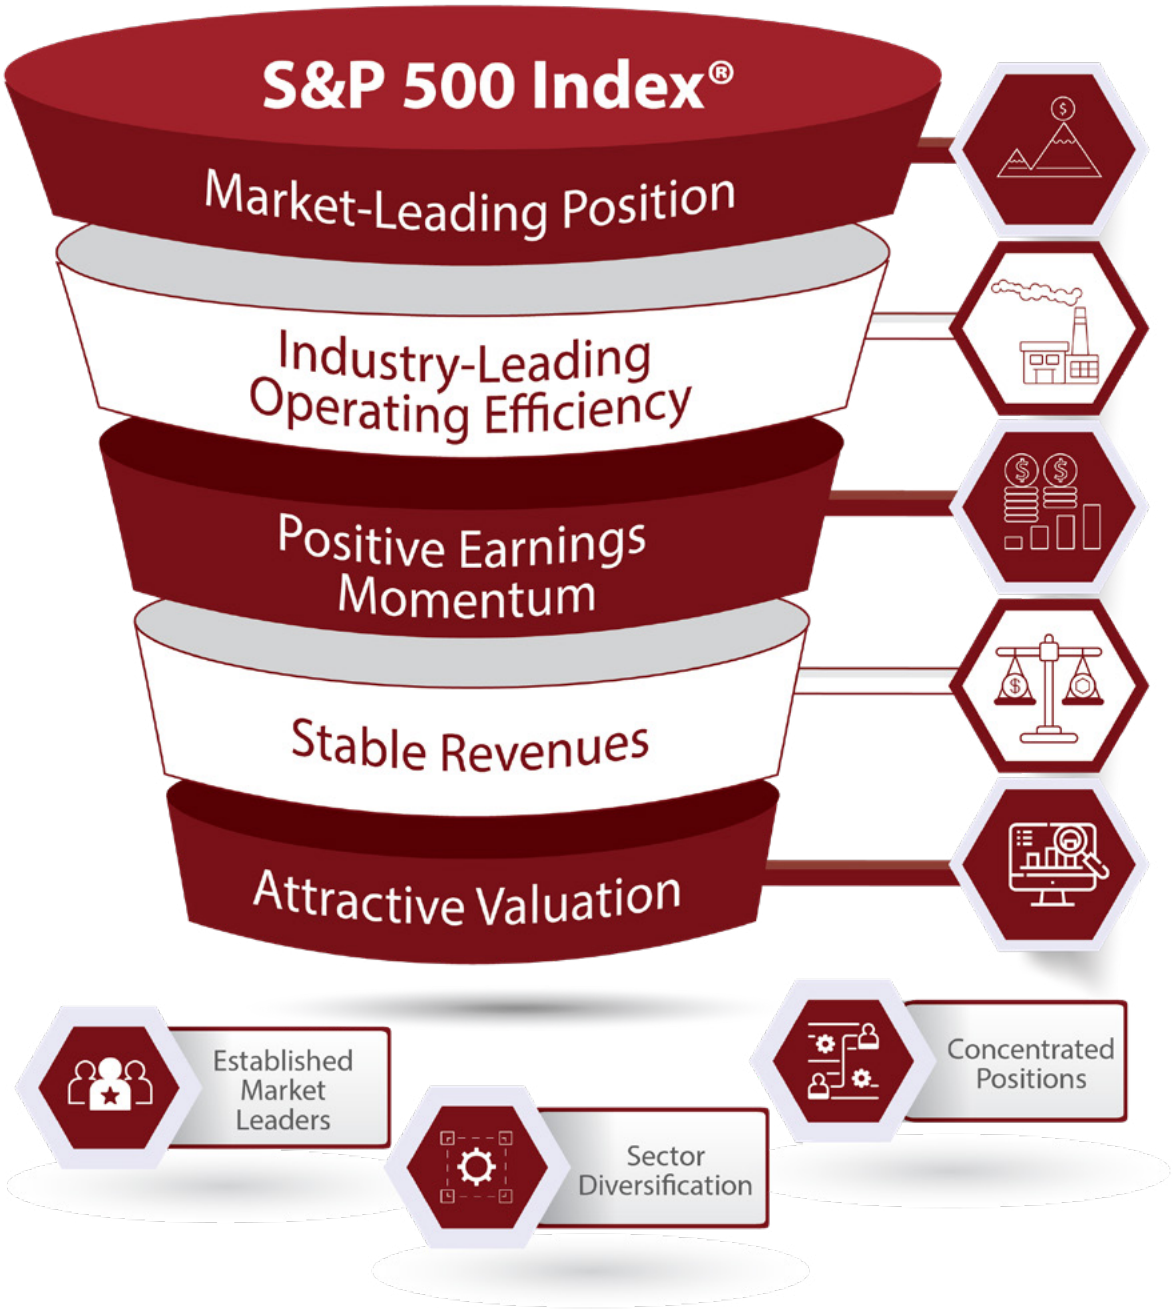 S&P 500 Index®
Market-Leading Position
Industry-Leading
Operating Efficiency
Positive Earnings
Momentum
Stable Revenues
Attractive Valuation
Established
Market
Leaders
Sector
Diversification
Concentrated
Positions